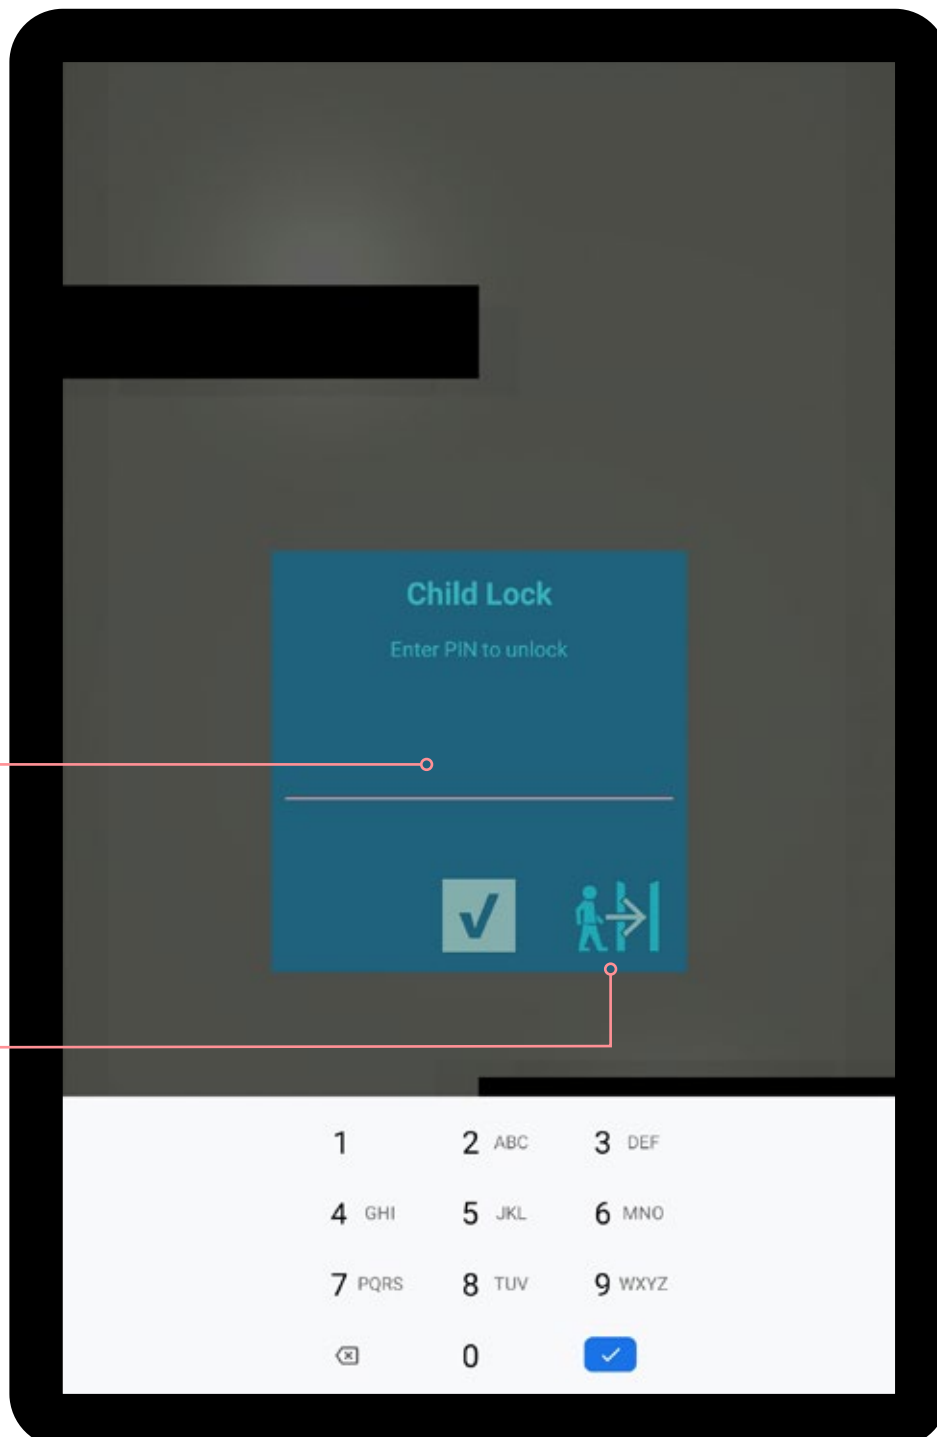 Child Lock
Enter PIN to unlock
1 2 ABC 3 DEF
4 GHI 5 JKL 6 MNO
7 PQRS 8 TUV 9 WXYZ
0